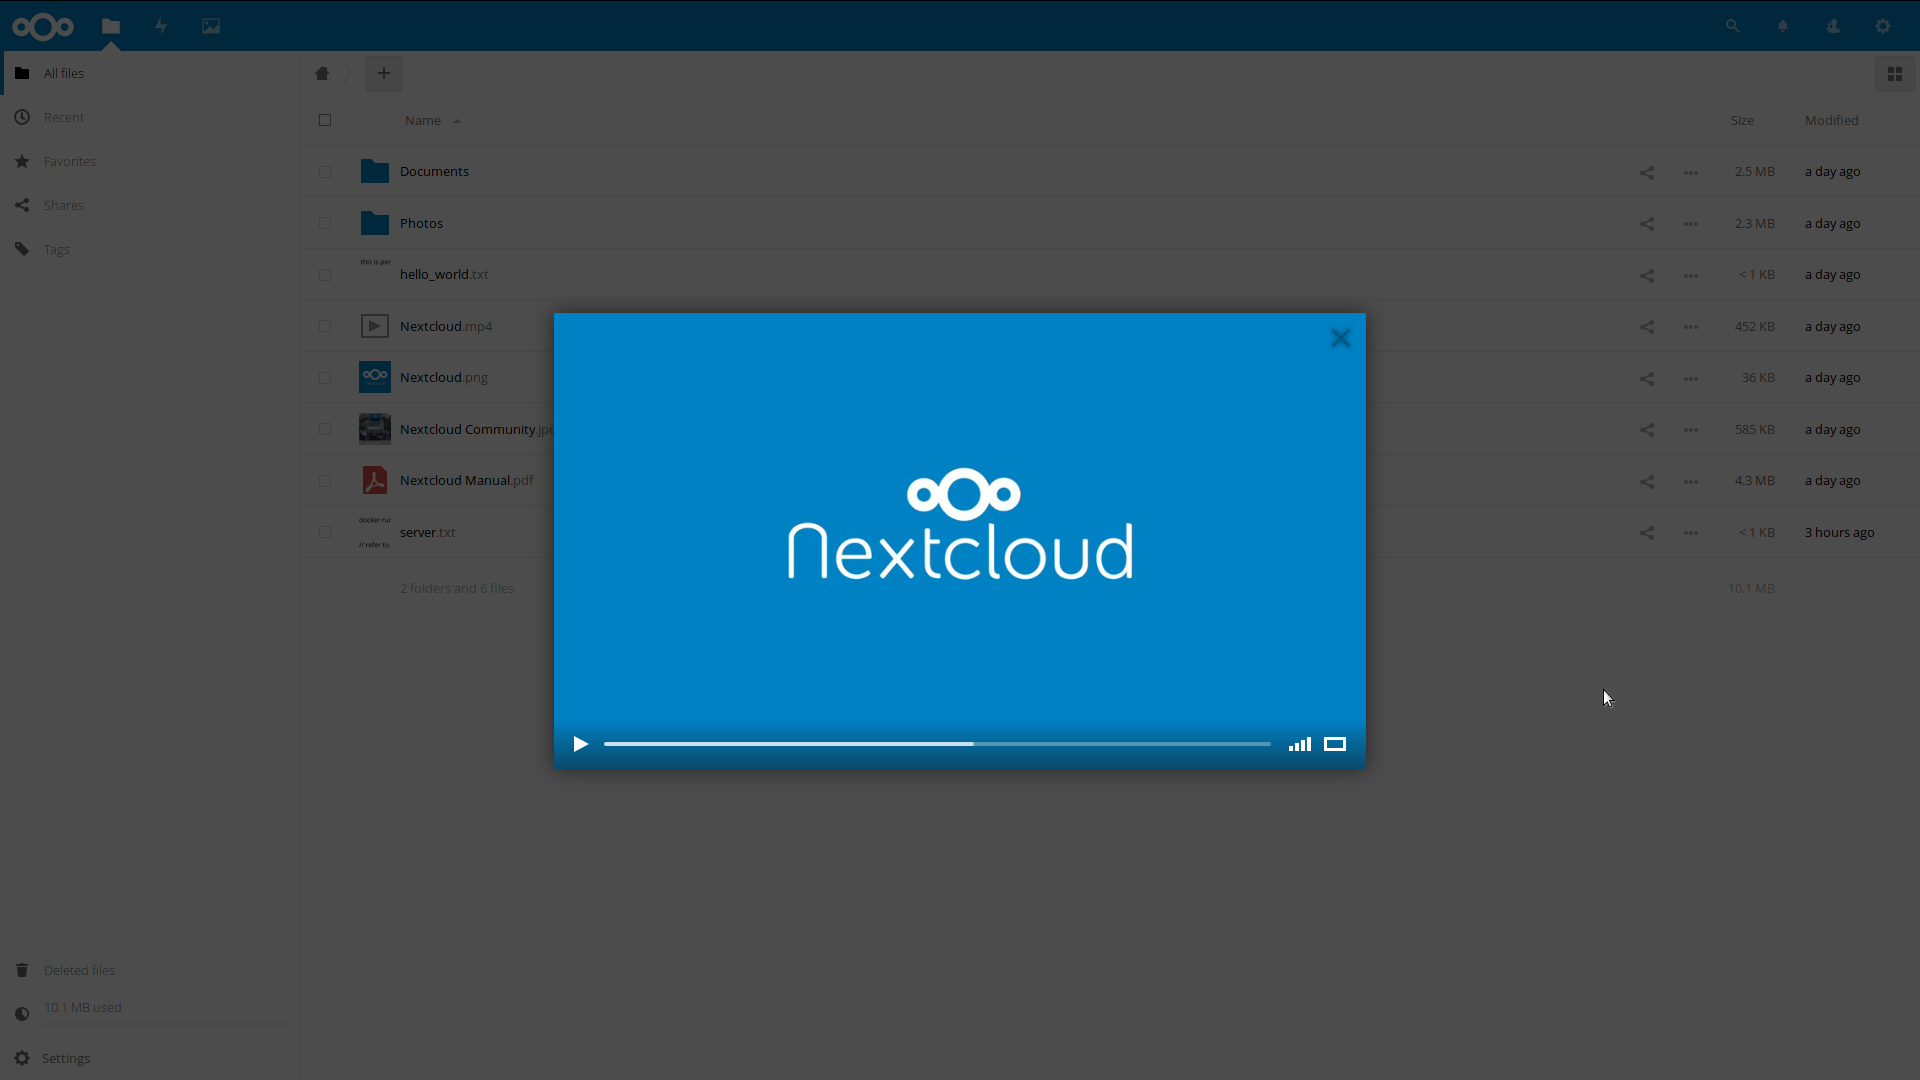 All files
Recent
Favorites
Shares
Tags
Name Size Modified
Documents 2.5 MB a day ago
Photos 2.3 MB a day ago
this is per
hello_world.txt < 1 KB a day ago
Nextcloud.mp4 452 KB a day ago
Nextcloud.png 36 KB a day ago
Nextcloud Community.jpe 585 KB a day ago
Nextcloud Manual.pdf 4.3 MB a day ago
docker rur
server.txt < 1 KB 3 hours ago
// refer to
2 folders and 6 files 10.1 MB
Nextcloud
Deleted files
10.1 MB used
Settings